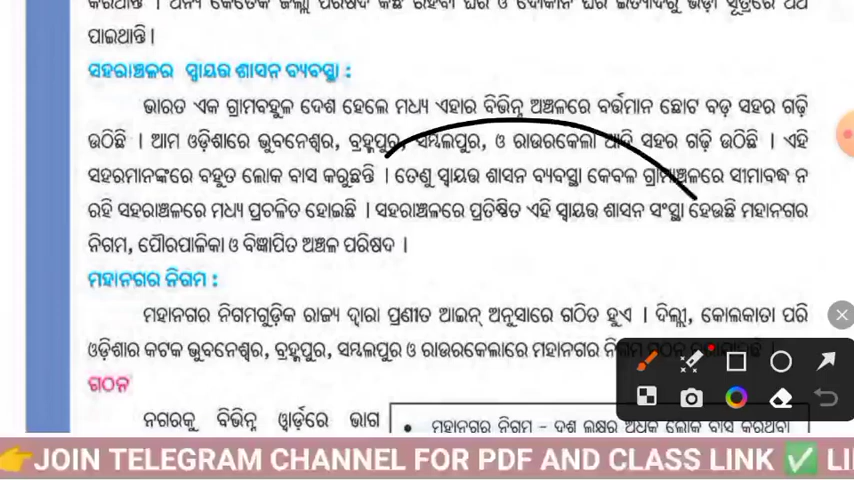 ପାଇଥାନ୍ତି।
ସହରାଞ୍ଚଳର ସ୍ୱାୟତ୍ତ ଶାସନ ବ୍ୟବସ୍ଥା :
ଭାରତ ଏକ ଗ୍ରାମବହୁଳ ଦେଶ ହେଲେ ମଧ୍ୟ ଏହାର ବିଭିନ୍ନ ଅଞ୍ଚଳରେ ବର୍ତ୍ତମାନ ଛୋଟ ବଡ଼ ସହର ଗଢ଼ି
ଉଠିଛି । ଆମ ଓଡ଼ିଶାରେ ଭୁବନେଶ୍ୱର, ବ୍ରହ୍ମପୁର, ସମ୍ବଲପୁର, ଓ ରାଉରକେଲା ଆଦି ସହର ଗଢ଼ି ଉଠିଛି । ଏହି
ସହରମାନଙ୍କରେ ବହୁତ ଲୋକ ବାସ କରୁଛନ୍ତି । ତେଣୁ ସ୍ୱାୟତ୍ତ ଶାସନ ବ୍ୟବସ୍ଥା କେବଳ ଗ୍ରାମାଞ୍ଚଳରେ ସୀମାବଦ୍ଧ ନ
ରହି ସହରାଞ୍ଚଳରେ ମଧ୍ୟ ପ୍ରଚଳିତ ହୋଇଛି । ସହରାଞ୍ଚଳରେ ପ୍ରତିଷ୍ଠିତ ଏହି ସ୍ୱାୟତ୍ତ ଶାସନ ସଂସ୍ଥା ହେଉଛି ମହାନଗର
ନିଗମ, ପୌରପାଳିକା ଓ ବିଜ୍ଞାପିତ ଅଞ୍ଚଳ ପରିଷଦ ।
ମହାନଗର ନିଗମ :
ମହାନଗର ନିଗମଗୁଡ଼ିକ ରାଜ୍ୟ ଦ୍ୱାରା ପ୍ରଣୀତ ଆଇନ୍ ଅନୁସାରେ ଗଠିତ ହୁଏ । ଦିଲ୍ଲୀ, କୋଲକାତା ପରି
ଓଡ଼ିଶାର କଟକ ଭୁବନେଶ୍ୱର, ବ୍ରହ୍ମପୁର, ସମ୍ବଲପୁର ଓ ରାଉରକେଲାରେ ମହାନଗର ନିଗମ
ଗଠନ
ନଗରକୁ ବିଭିନ୍ନ ୱାର୍ଡ଼ରେ ଭାଗ
• ମହାନଗର ନିଗମ – ଦଶ ଲକ୍ଷରୁ ଅଧିକ ଲୋକ ବାସ କରୁଥିବା
👉JOIN TELEGRAM CHANNEL FOR PDF AND CLASS LINK ✅ LI